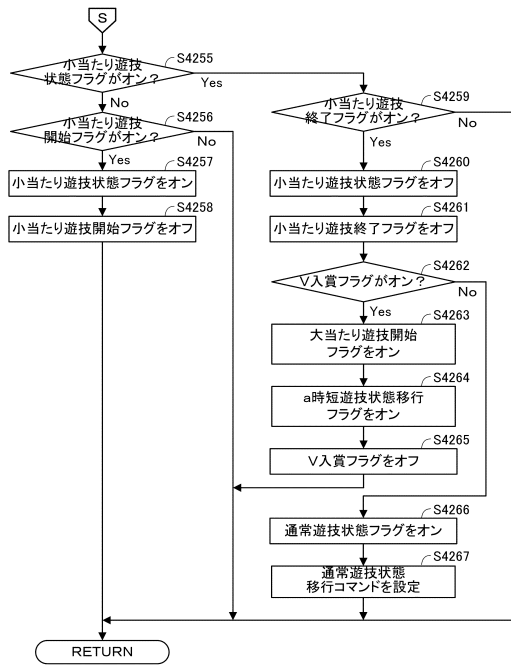 S
S4255
小当たり遊技
状態フラグがオン？
Yes
No
S4256
小当たり遊技
開始フラグがオン？
No
Yes
S4257
小当たり遊技状態フラグをオン
S4258
小当たり遊技開始フラグをオフ
S4259
小当たり遊技
終了フラグがオン？
No
Yes
S4260
小当たり遊技状態フラグをオフ
S4261
小当たり遊技終了フラグをオフ
S4262
V入賞フラグがオン？
No
Yes
S4263
大当たり遊技開始
フラグをオン
S4264
a時短遊技状態移行
フラグをオン
S4265
V入賞フラグをオフ
S4266
通常遊技状態フラグをオン
S4267
通常遊技状態
移行コマンドを設定
RETURN